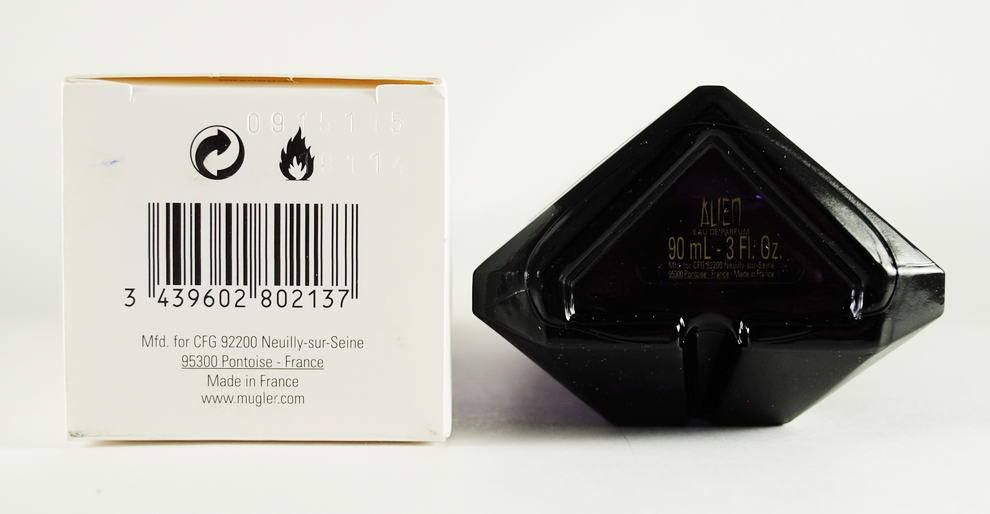 0915115
3 439602 802137
Mfd. for CFG 92200 Neuilly-sur-Seine
95300 Pontoise - France
Made in France
www.mugler.com
ALIEN
EAU DE PARFUM
90 mL - 3 Fl. Oz.
Mfd. for CFG 92200 Neuilly-sur-Seine
95300 Pontoise - France - Made in France